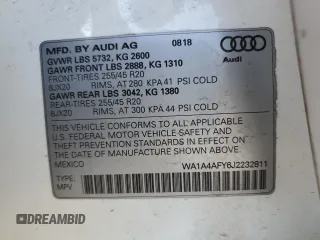 MFD. BY AUDI AG 0818
GVWR LBS 5732, KG 2600
GAWR FRONT LBS 2888, KG 1310
FRONT-TIRES 255/45 R20
8JX20 RIMS, AT 280 KPA 41 PSI COLD
GAWR REAR LBS 3042, KG 1380
REAR-TIRES 255/45 R20
8JX20 RIMS, AT 300 KPA 44 PSI COLD
Audi
THIS VEHICLE CONFORMS TO ALL APPLICABLE
U.S. FEDERAL MOTOR VEHICLE SAFETY, BUMPER
AND THEFT PREVENTION STANDARDS IN EFFECT
ON THE DATE OF MANUFACTURE SHOWN ABOVE.
MEXICO WA1A4AFY6J2232811
TYPE:
MPV
DREAMBID